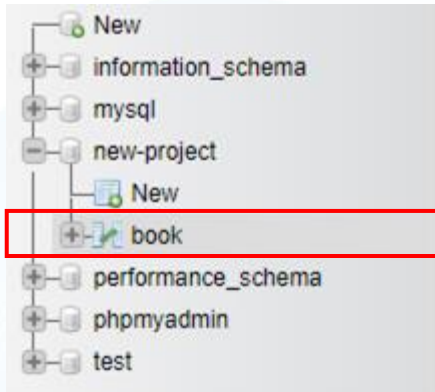 New
information_schema
mysql
new-project
New
book
performance_schema
phpmyadmin
test